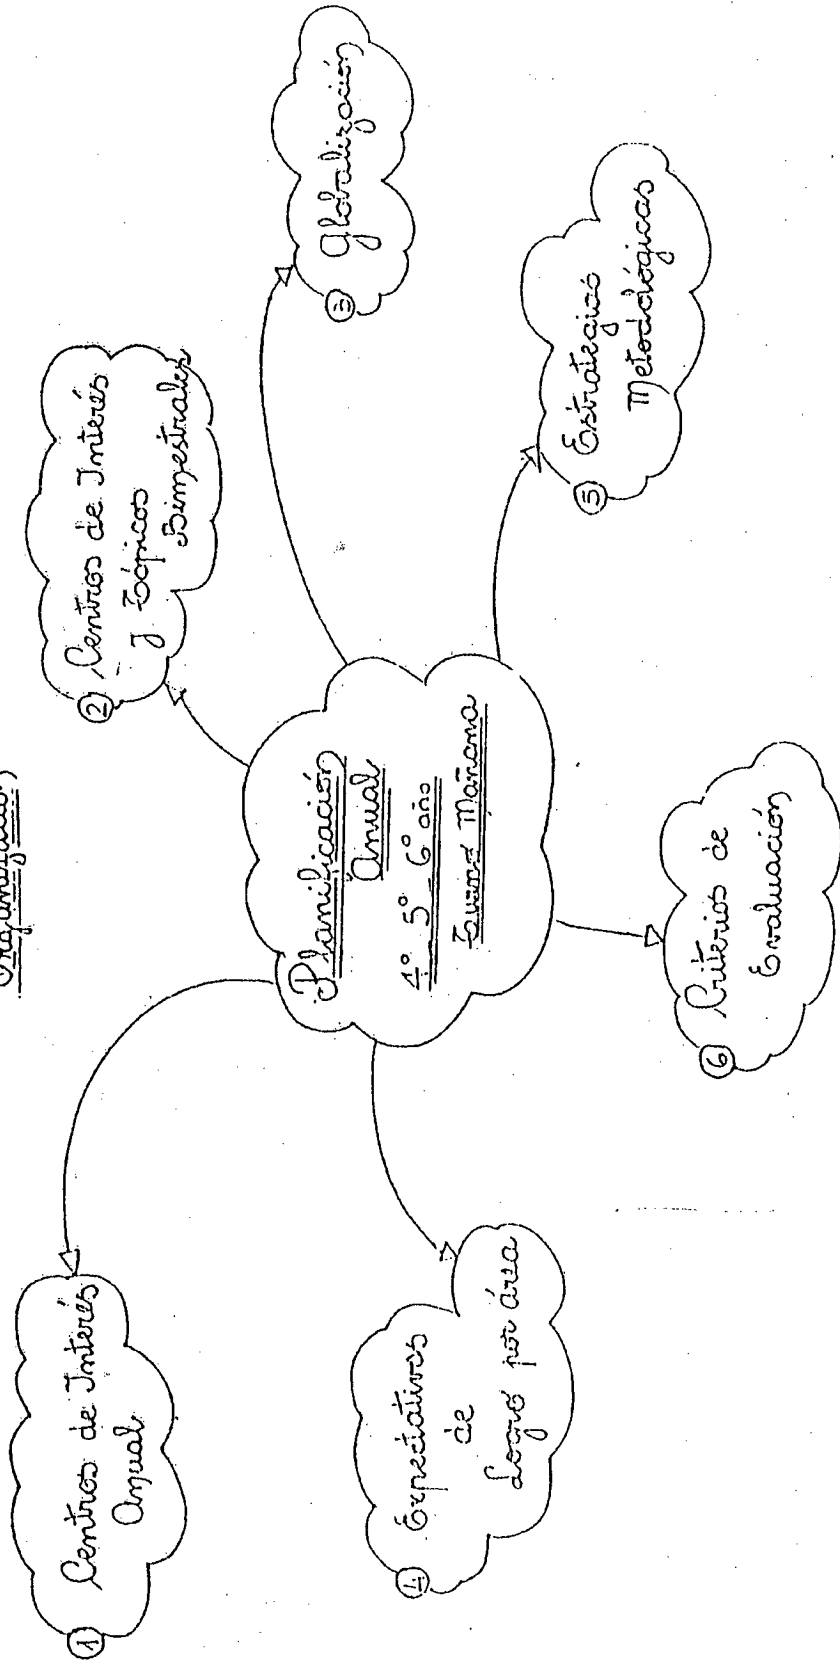 Organizador
① Centros de Interés
Anual
② Centros de Interés
y Tópicos
Bimestrales
③ Globalización
Planificación
Anual
4° 5° 6° año
Turno Mañana
④ Expectativas
de
Logro por área
⑤ Estrategias
Metodológicas
⑥ Criterios de
Evaluación